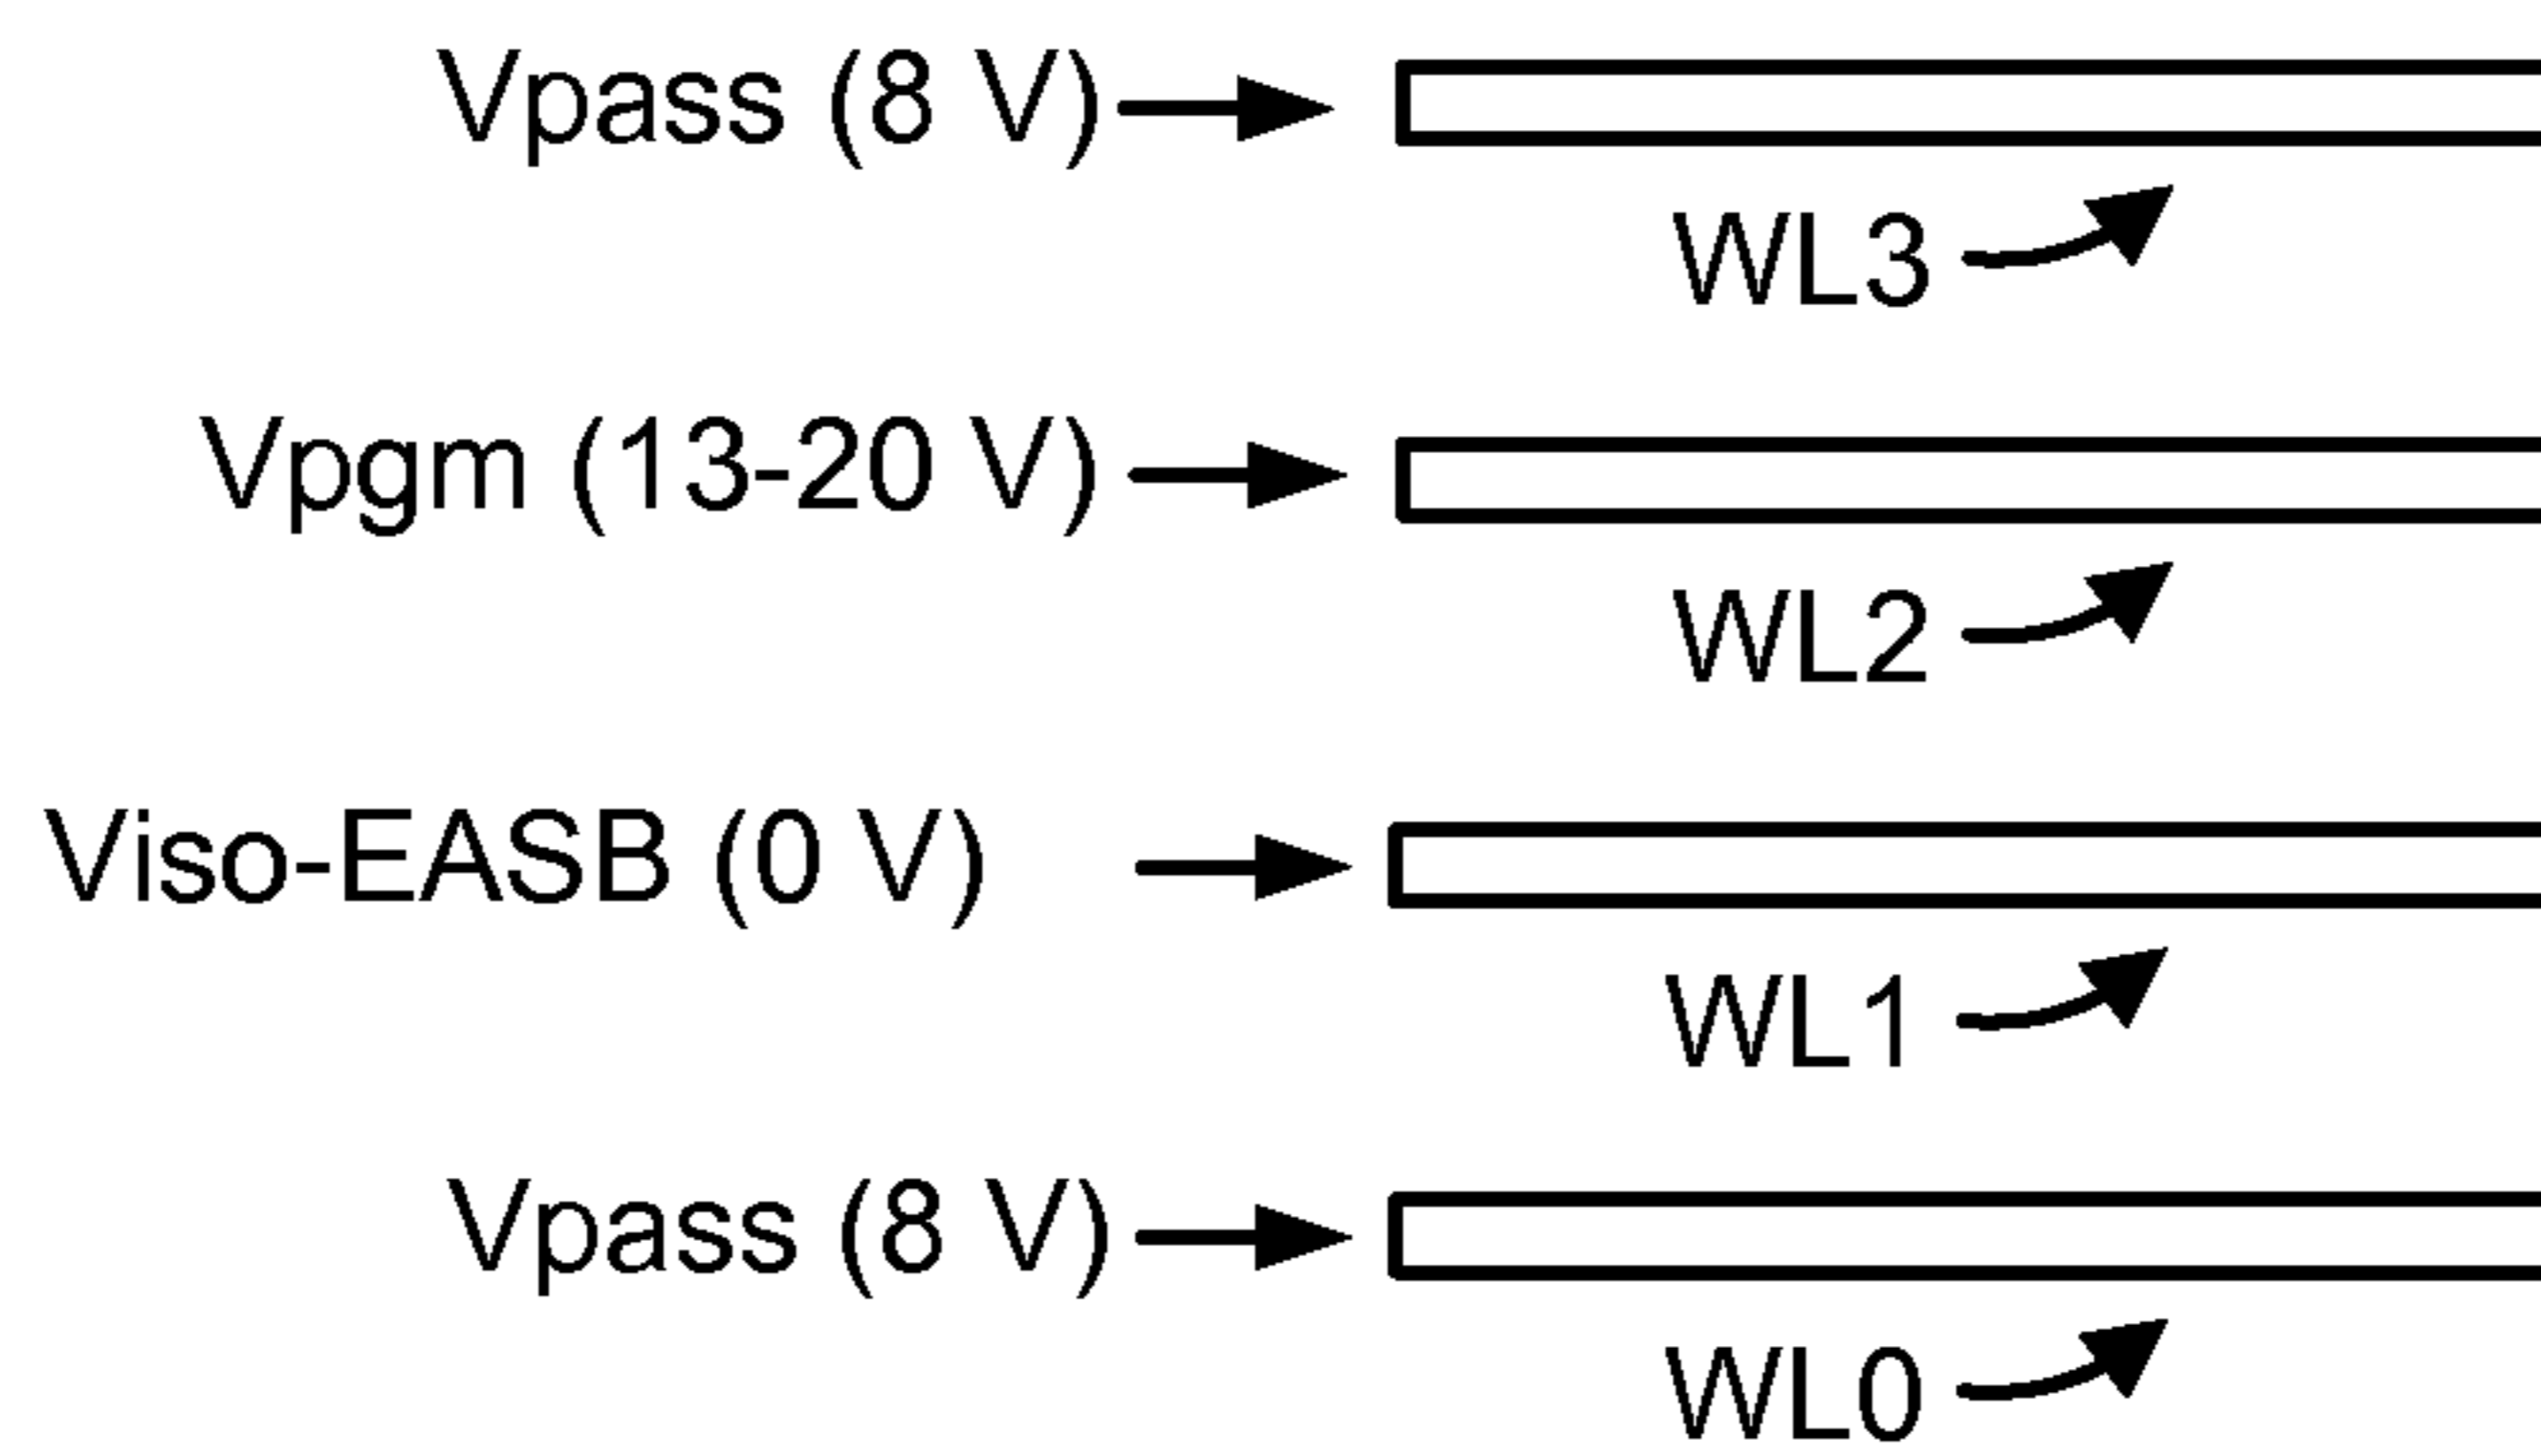 Vpass (8 V)
WL3
Vpgm (13-20 V)
WL2
Viso-EASB (0 V)
WL1
Vpass (8 V)
WL0